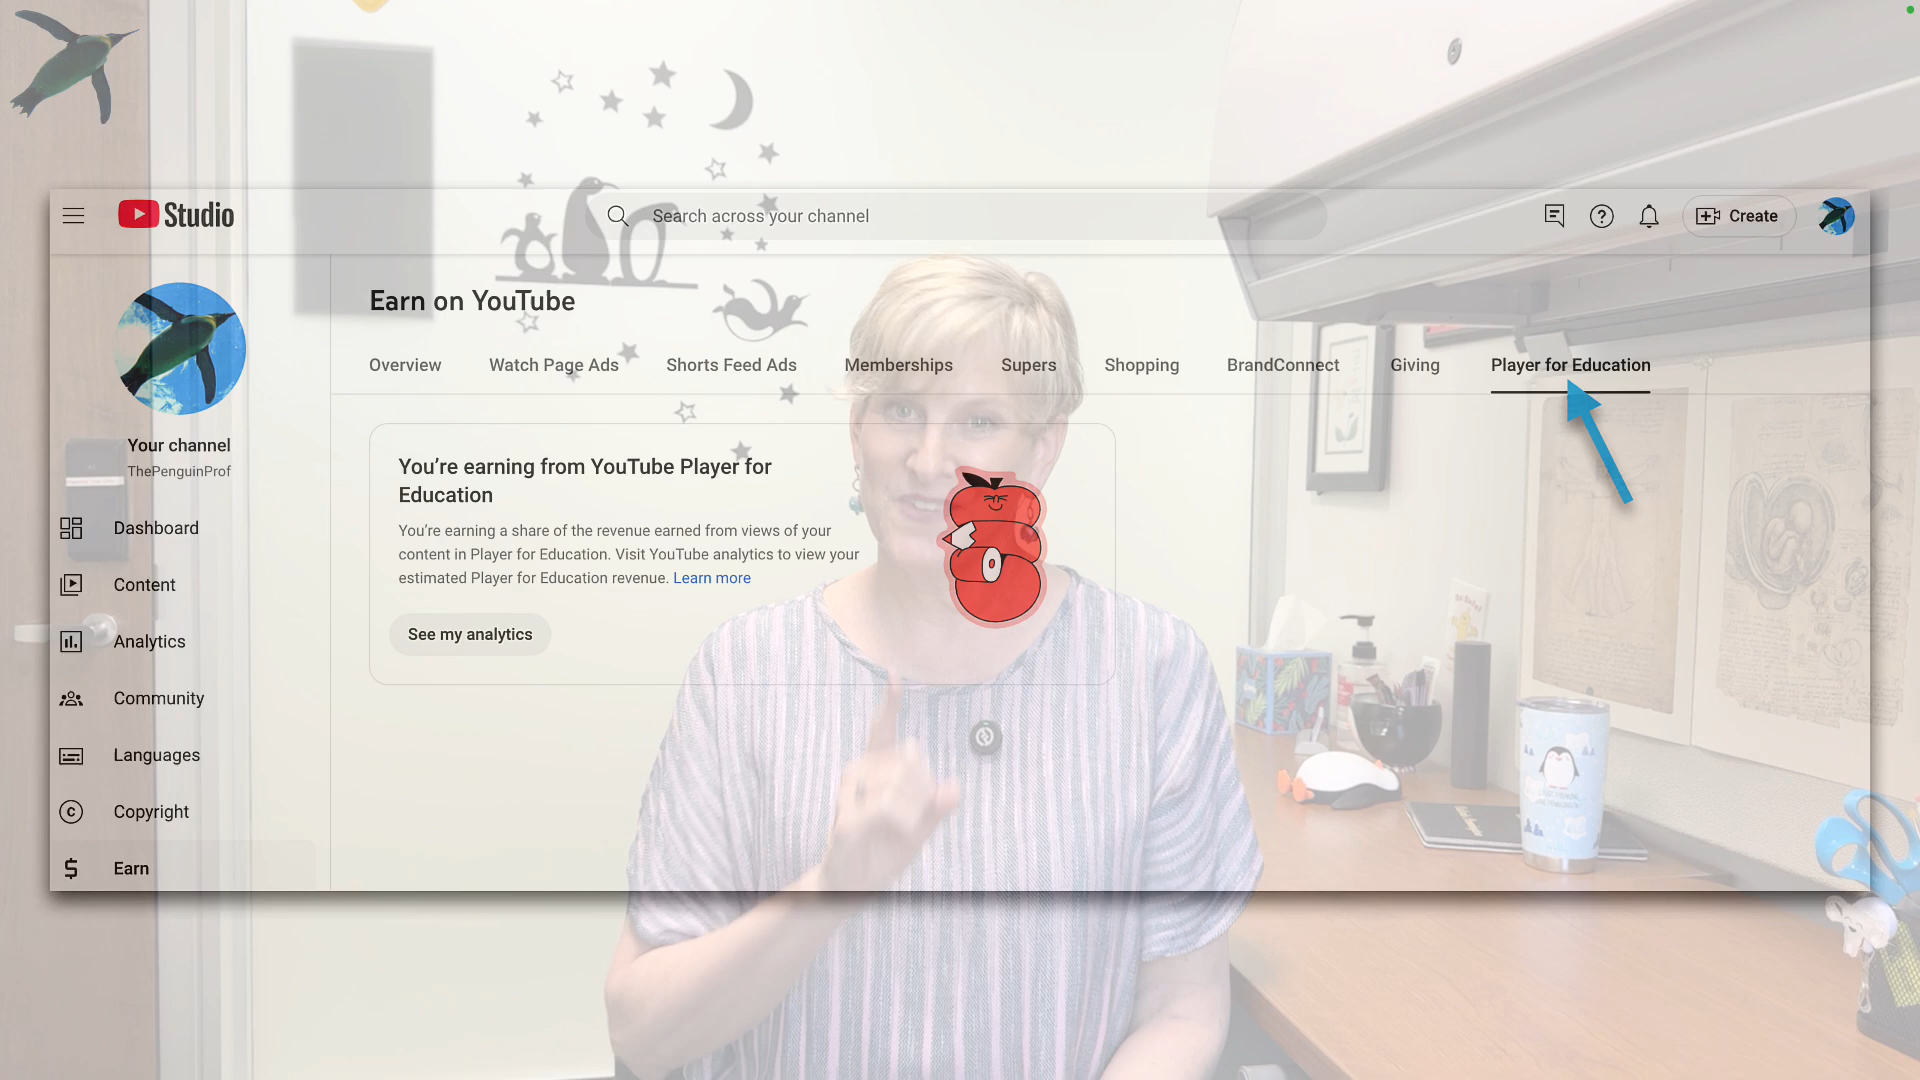 Studio
Search across your channel
Create
Earn on YouTube
Overview Watch Page Ads Shorts Feed Ads Memberships Supers Shopping BrandConnect Giving Player for Education
Your channel
ThePenguinProf
You’re earning from YouTube Player for
Education
You’re earning a share of the revenue earned from views of your
content in Player for Education. Visit YouTube analytics to view your
estimated Player for Education revenue. Learn more
See my analytics
Dashboard
Content
Analytics
Community
Languages
Copyright
Earn